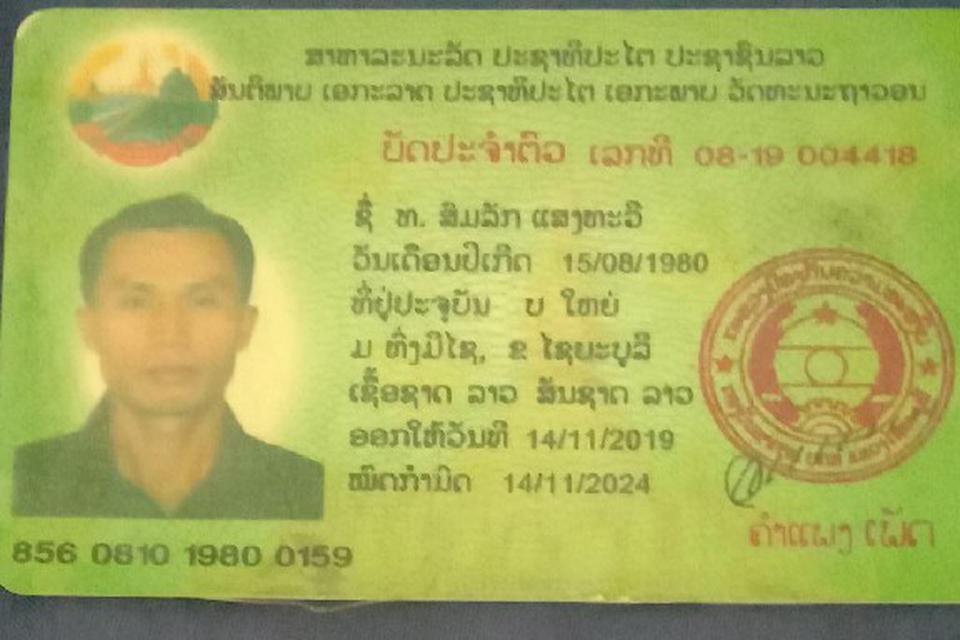 ສາທາລະນະລັດ ປະຊາທິປະໄຕ ປະຊາຊົນລາວ
ສັນຕິພາບ ເອກະລາດ ປະຊາທິປະໄຕ ເອກະພາບ ວັດທະນະຖາວອນ
ບັດປະຈຳຕົວ ເລກທີ 08-19 004418
ຊື່ ທ. ສິມລັກ ແສງທະວີ
ວັນເດືອນປີເກີດ 15/08/1980
ທີ່ຢູ່ປະຈຸບັນ ບ ໃຫຍ່
ມ ທົ່ງມີໄຊ, ຂ ໄຊຍະບູລີ
ເຊື້ອຊາດ ລາວ ສັນຊາດ ລາວ
ອອກໃຫ້ວັນທີ 14/11/2019
ໝົດກຳນົດ 14/11/2024
856 0810 1980 0159
ຄຳແພງ ເພັດ